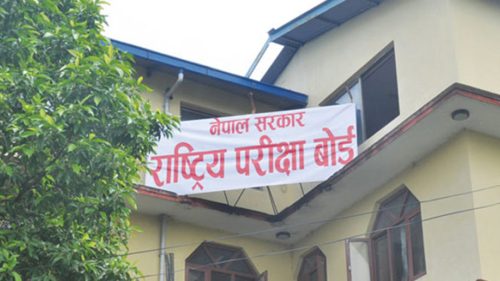 नेपाल सरकार
राष्ट्रिय परीक्षा बोर्ड